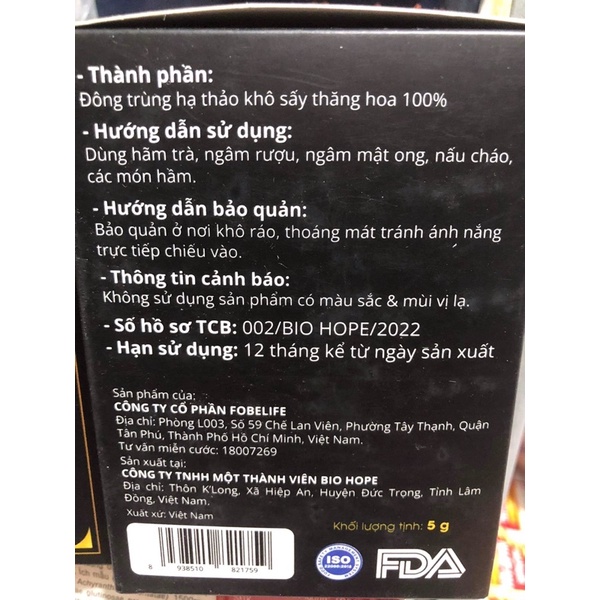 - Thành phần:
Đông trùng hạ thảo khô sấy thăng hoa 100%
- Hướng dẫn sử dụng:
Dùng hãm trà, ngâm rượu, ngâm mật ong, nấu cháo,
các món hầm.
- Hướng dẫn bảo quản:
Bảo quản ở nơi khô ráo, thoáng mát tránh ánh nắng
trực tiếp chiếu vào.
- Thông tin cảnh báo:
Không sử dụng sản phẩm có màu sắc & mùi vị lạ.
- Số hồ sơ TCB: 002/BIO HOPE/2022
- Hạn sử dụng: 12 tháng kể từ ngày sản xuất
Sản phẩm của:
CÔNG TY CỔ PHẦN FOBELIFE
Địa chỉ: Phòng L003, Số 59 Chế Lan Viên, Phường Tây Thạnh, Quận
Tân Phú, Thành Phố Hồ Chí Minh, Việt Nam.
Tư vấn miễn cước: 18007269
Sản xuất tại:
CÔNG TY TNHH MỘT THÀNH VIÊN BIO HOPE
Địa chỉ: Thôn K'Long, Xã Hiệp An, Huyện Đức Trọng, Tỉnh Lâm
Đồng, Việt Nam.
Xuất xứ: Việt Nam
Khối lượng tịnh: 5 g
8 938510 821759
ISO
22000:2018
FDA